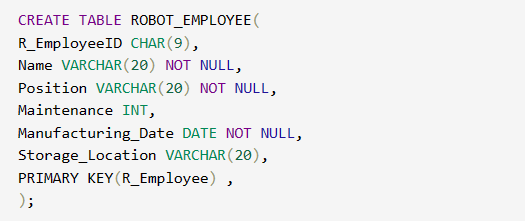 CREATE TABLE ROBOT_EMPLOYEE(
R_EmployeeID CHAR(9),
Name VARCHAR(20) NOT NULL,
Position VARCHAR(20) NOT NULL,
Maintenance INT,
Manufacturing_Date DATE NOT NULL,
Storage_Location VARCHAR(20),
PRIMARY KEY(R_Employee) ,
);